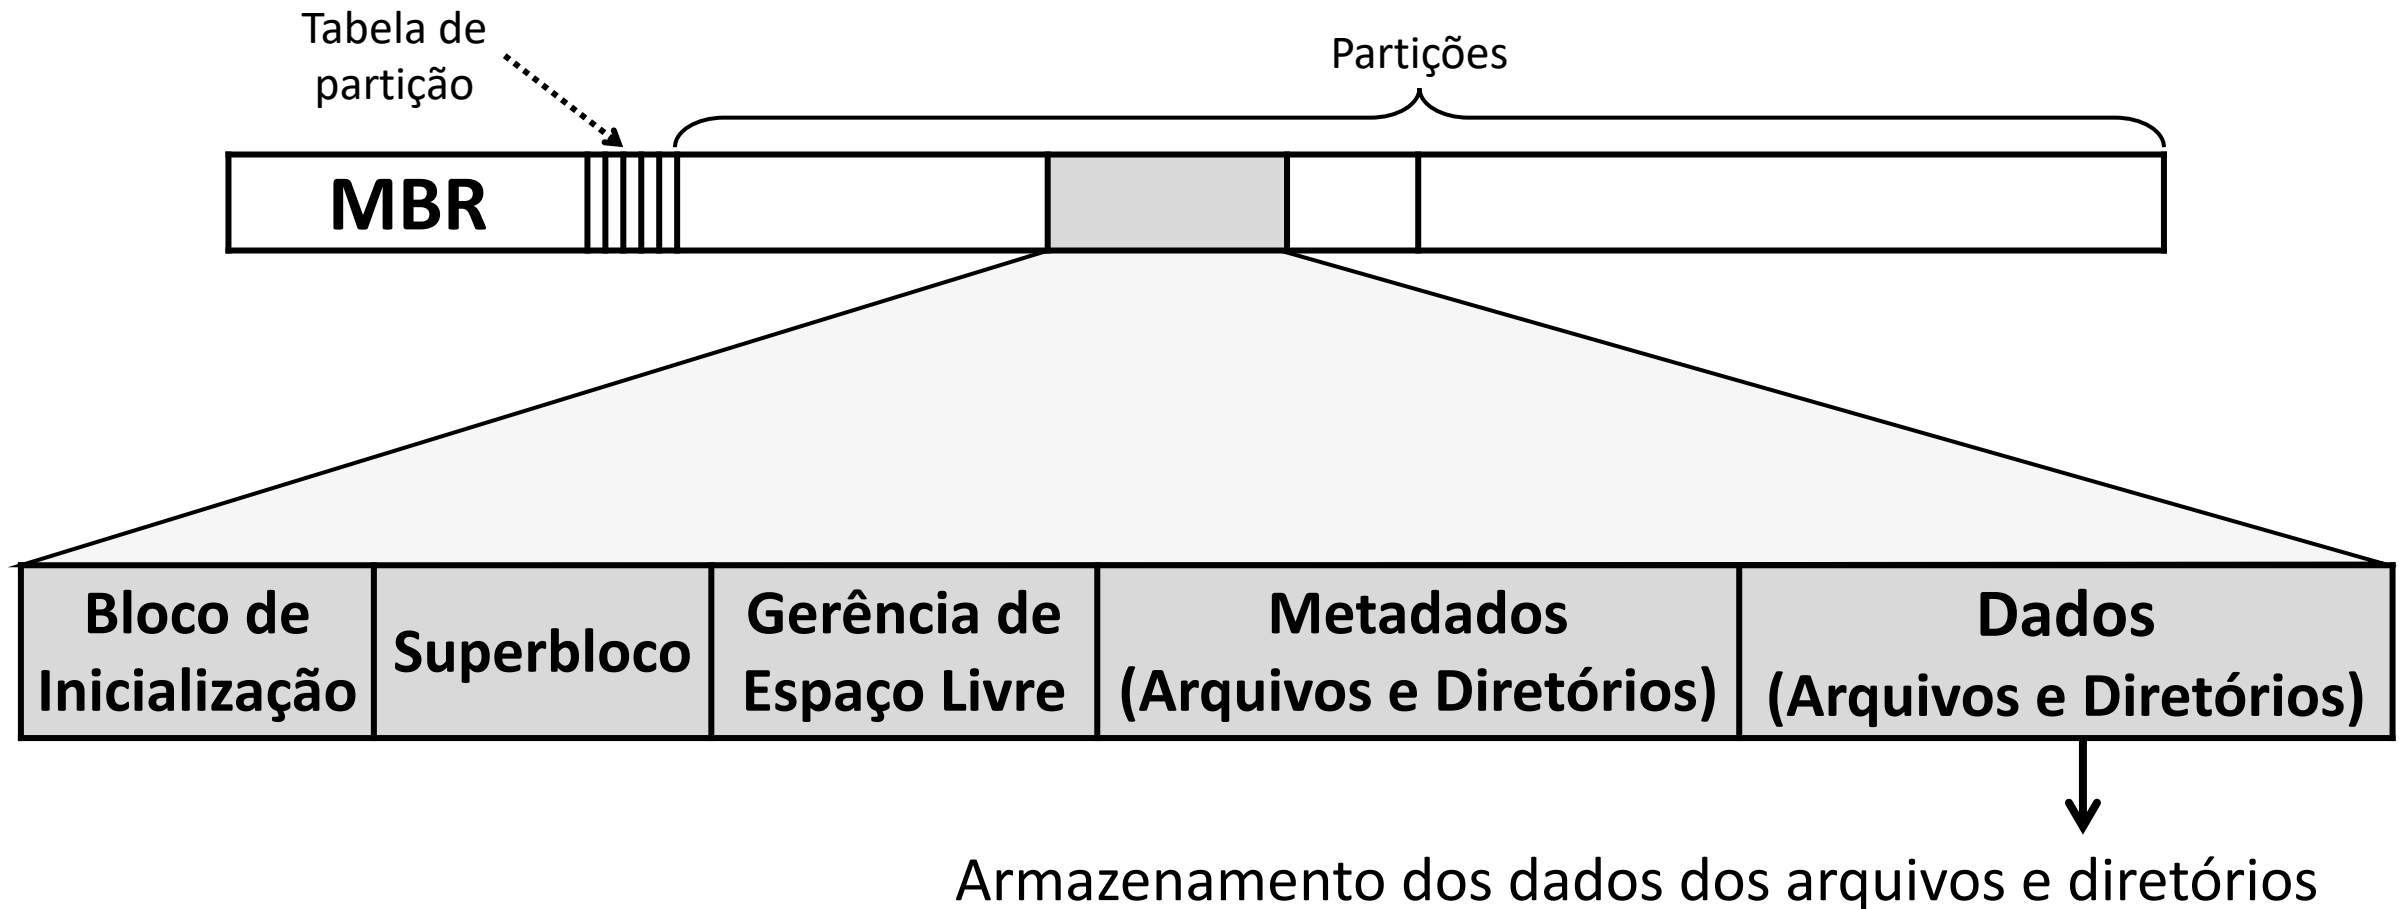 Tabela de
partição
Partições
MBR
Bloco de
Inicialização
Superbloco
Gerência de
Espaço Livre
Metadados
(Arquivos e Diretórios)
Dados
(Arquivos e Diretórios)
Armazenamento dos dados dos arquivos e diretórios